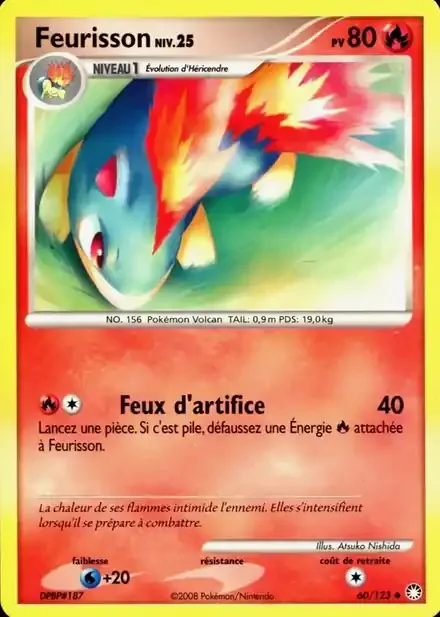 Feurisson NIV.25 PV 80
NIVEAU 1 Évolution d'Héricendre
NO. 156 Pokémon Volcan TAIL: 0,9m PDS: 19,0kg
Feux d'artifice 40
Lancez une pièce. Si c'est pile, défaussez une Énergie attachée
à Feurisson.
La chaleur de ses flammes intimide l'ennemi. Elles s'intensifient
lorsqu'il se prépare à combattre.
Illus. Atsuko Nishida
faiblesse résistance coût de retraite
+20
DPBP#187 ©2008 Pokémon/Nintendo 60/123